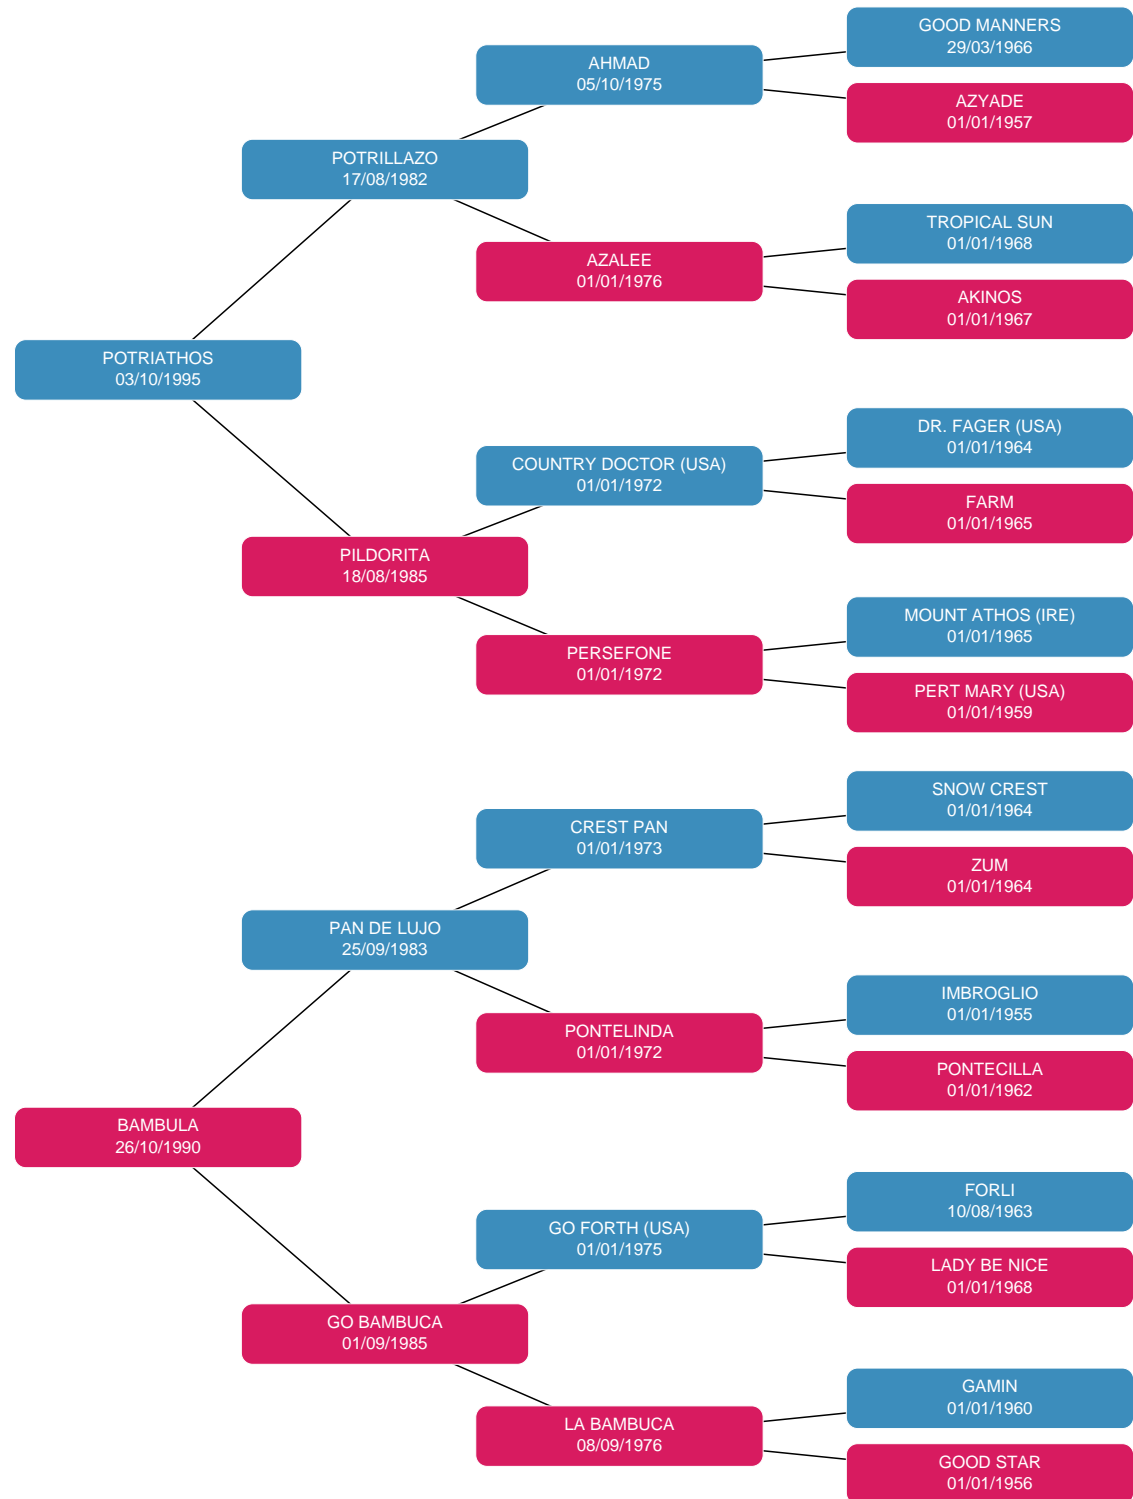 GOOD MANNERS
29/03/1966
AHMAD
05/10/1975
AZYADE
01/01/1957
POTRILLAZO
17/08/1982
TROPICAL SUN
01/01/1968
AZALEE
01/01/1976
AKINOS
01/01/1967
POTRIATHOS
03/10/1995
DR. FAGER (USA)
01/01/1964
COUNTRY DOCTOR (USA)
01/01/1972
FARM
01/01/1965
PILDORITA
18/08/1985
MOUNT ATHOS (IRE)
01/01/1965
PERSEFONE
01/01/1972
PERT MARY (USA)
01/01/1959
SNOW CREST
01/01/1964
CREST PAN
01/01/1973
ZUM
01/01/1964
PAN DE LUJO
25/09/1983
IMBROGLIO
01/01/1955
PONTELINDA
01/01/1972
PONTECILLA
01/01/1962
BAMBULA
26/10/1990
FORLI
10/08/1963
GO FORTH (USA)
01/01/1975
LADY BE NICE
01/01/1968
GO BAMBUCA
01/09/1985
GAMIN
01/01/1960
LA BAMBUCA
08/09/1976
GOOD STAR
01/01/1956